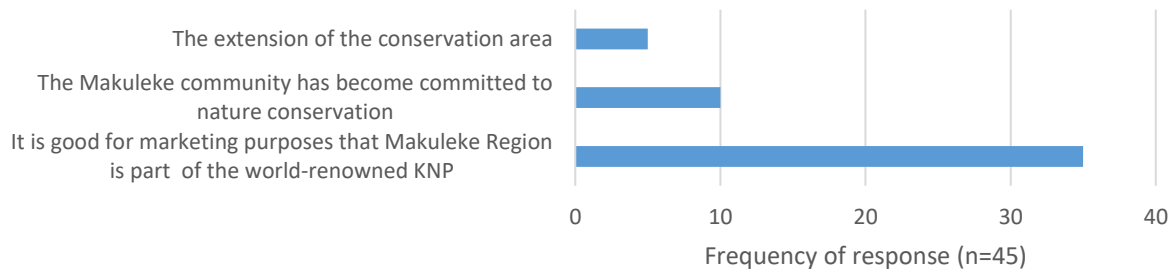 The extension of the conservation area
The Makuleke community has become committed to
nature conservation
It is good for marketing purposes that Makuleke Region
is part of the world-renowned KNP
0 10 20 30 40
Frequency of response (n=45)